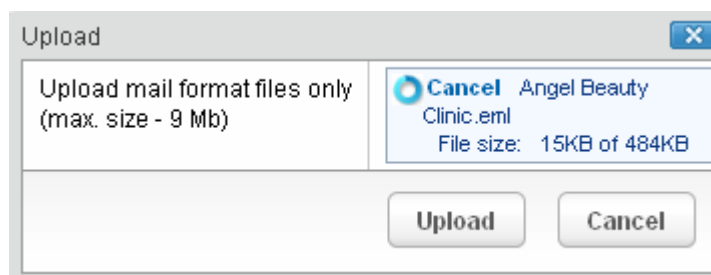 Upload
Upload mail format files only
(max. size - 9 Mb)
Cancel Angel Beauty
Clinic.eml
File size: 15KB of 484KB
Upload Cancel